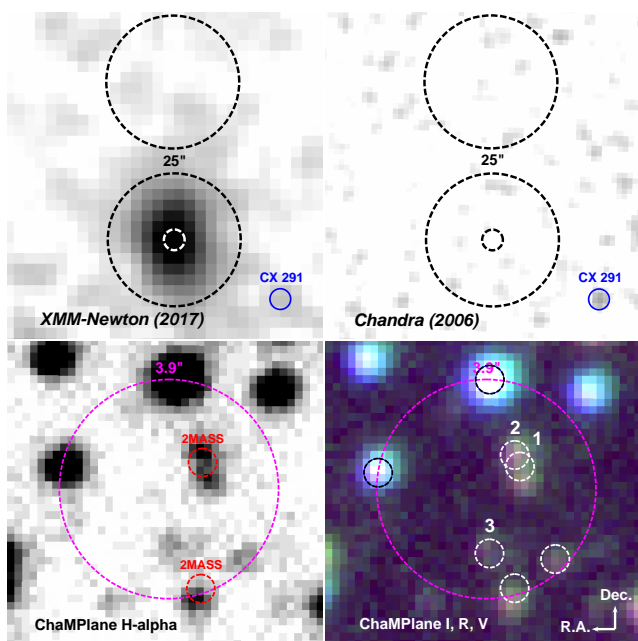 25"
CX 291
XMM-Newton (2017)
25"
CX 291
Chandra (2006)
3.9"
2MASS
2MASS
ChaMPlane H-alpha
3.9"
2
1
3
Dec.
ChaMPlane I, R, V
R.A.